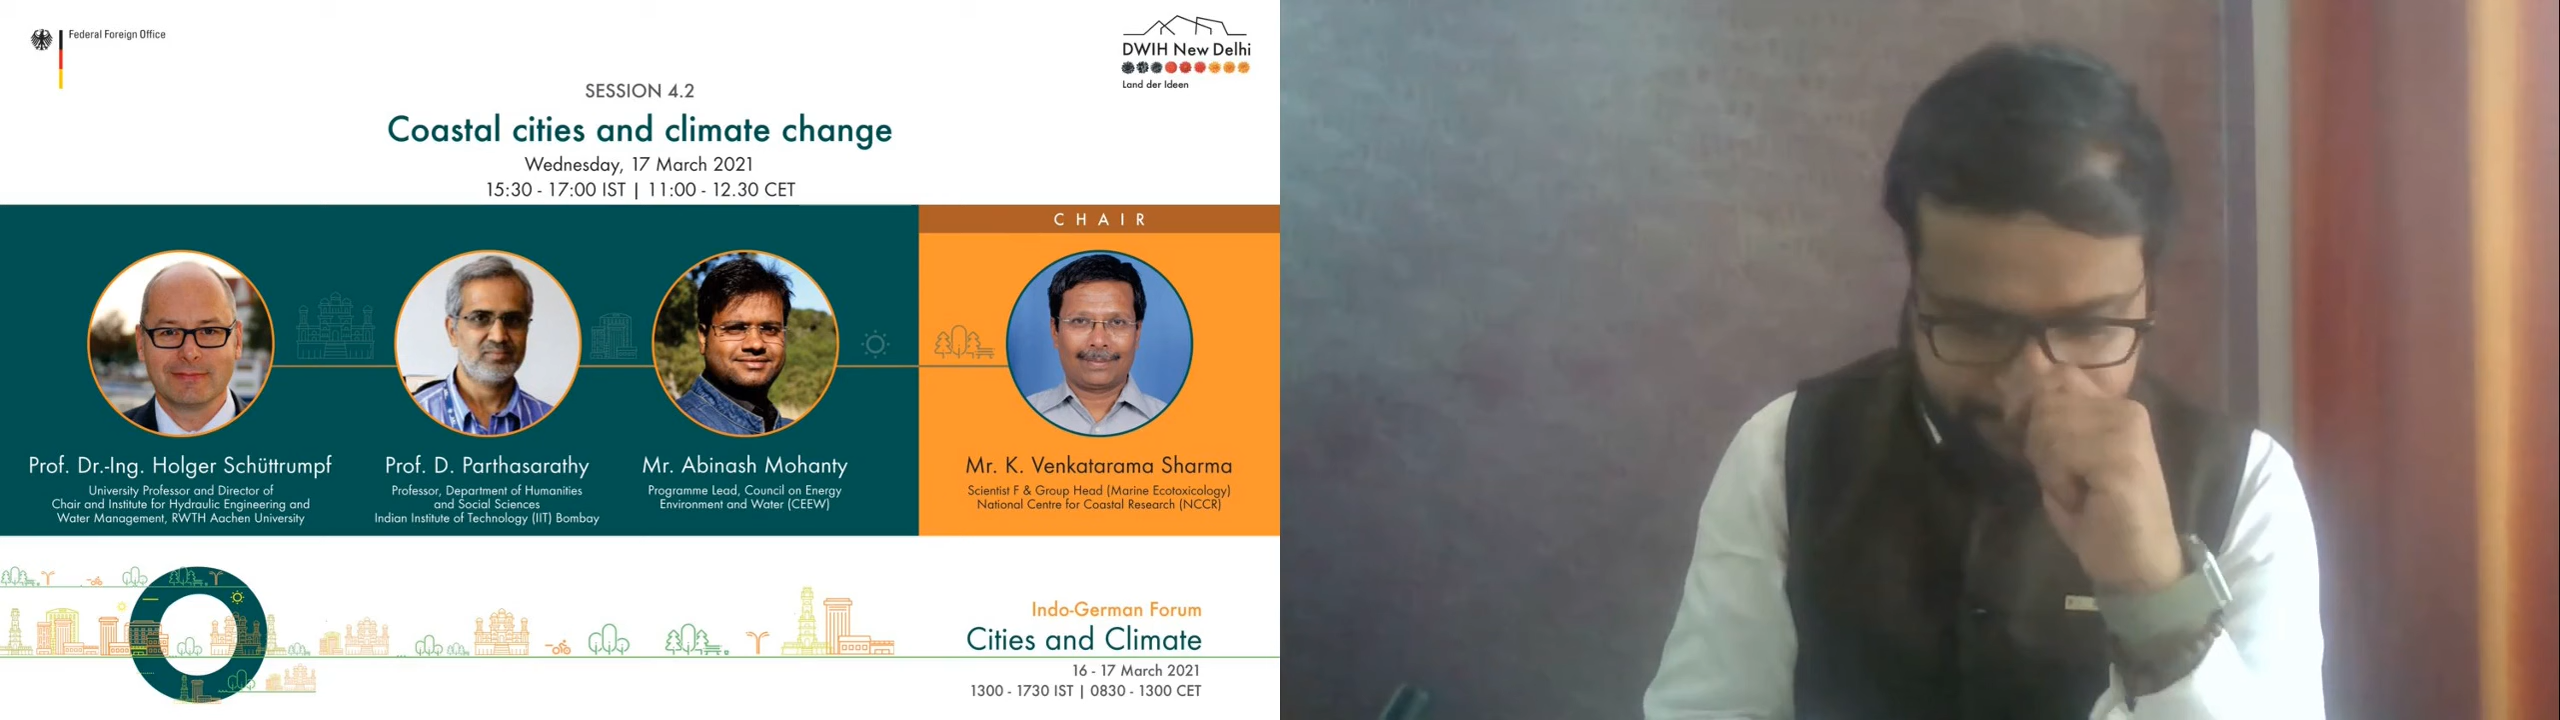 Federal Foreign Office
DWIH New Delhi
Land der Ideen
SESSION 4.2
Coastal cities and climate change
Wednesday, 17 March 2021
15:30 - 17:00 IST | 11:00 - 12.30 CET
CHAIR
Prof. Dr.-Ing. Holger Schüttrumpf
University Professor and Director of
Chair and Institute for Hydraulic Engineering and
Water Management, RWTH Aachen University
Prof. D. Parthasarathy
Professor, Department of Humanities
and Social Sciences
Indian Institute of Technology (IIT) Bombay
Mr. Abinash Mohanty
Programme Lead, Council on Energy
Environment and Water (CEEW)
Mr. K. Venkatarama Sharma
Scientist F & Group Head (Marine Ecotoxicology)
National Centre for Coastal Research (NCCR)
Indo-German Forum
Cities and Climate
16 - 17 March 2021
1300 - 1730 IST | 0830 - 1300 CET